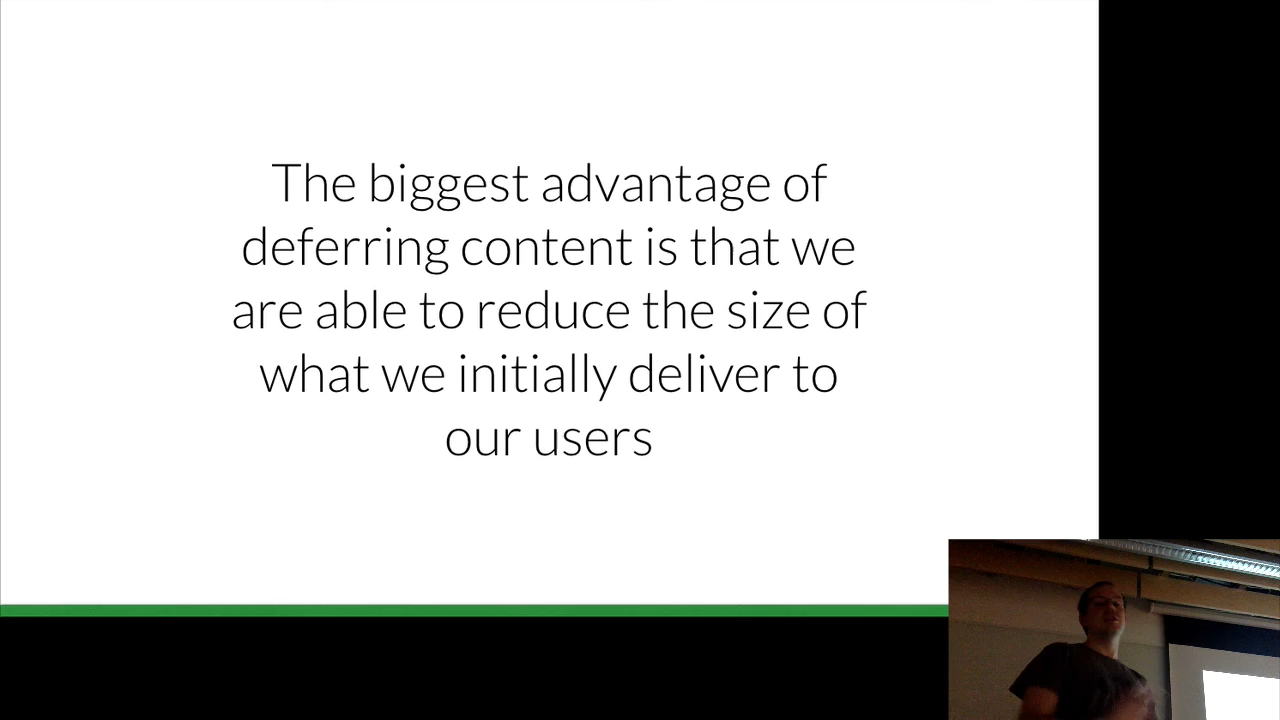 The biggest advantage of
deferring content is that we
are able to reduce the size of
what we initially deliver to
our users